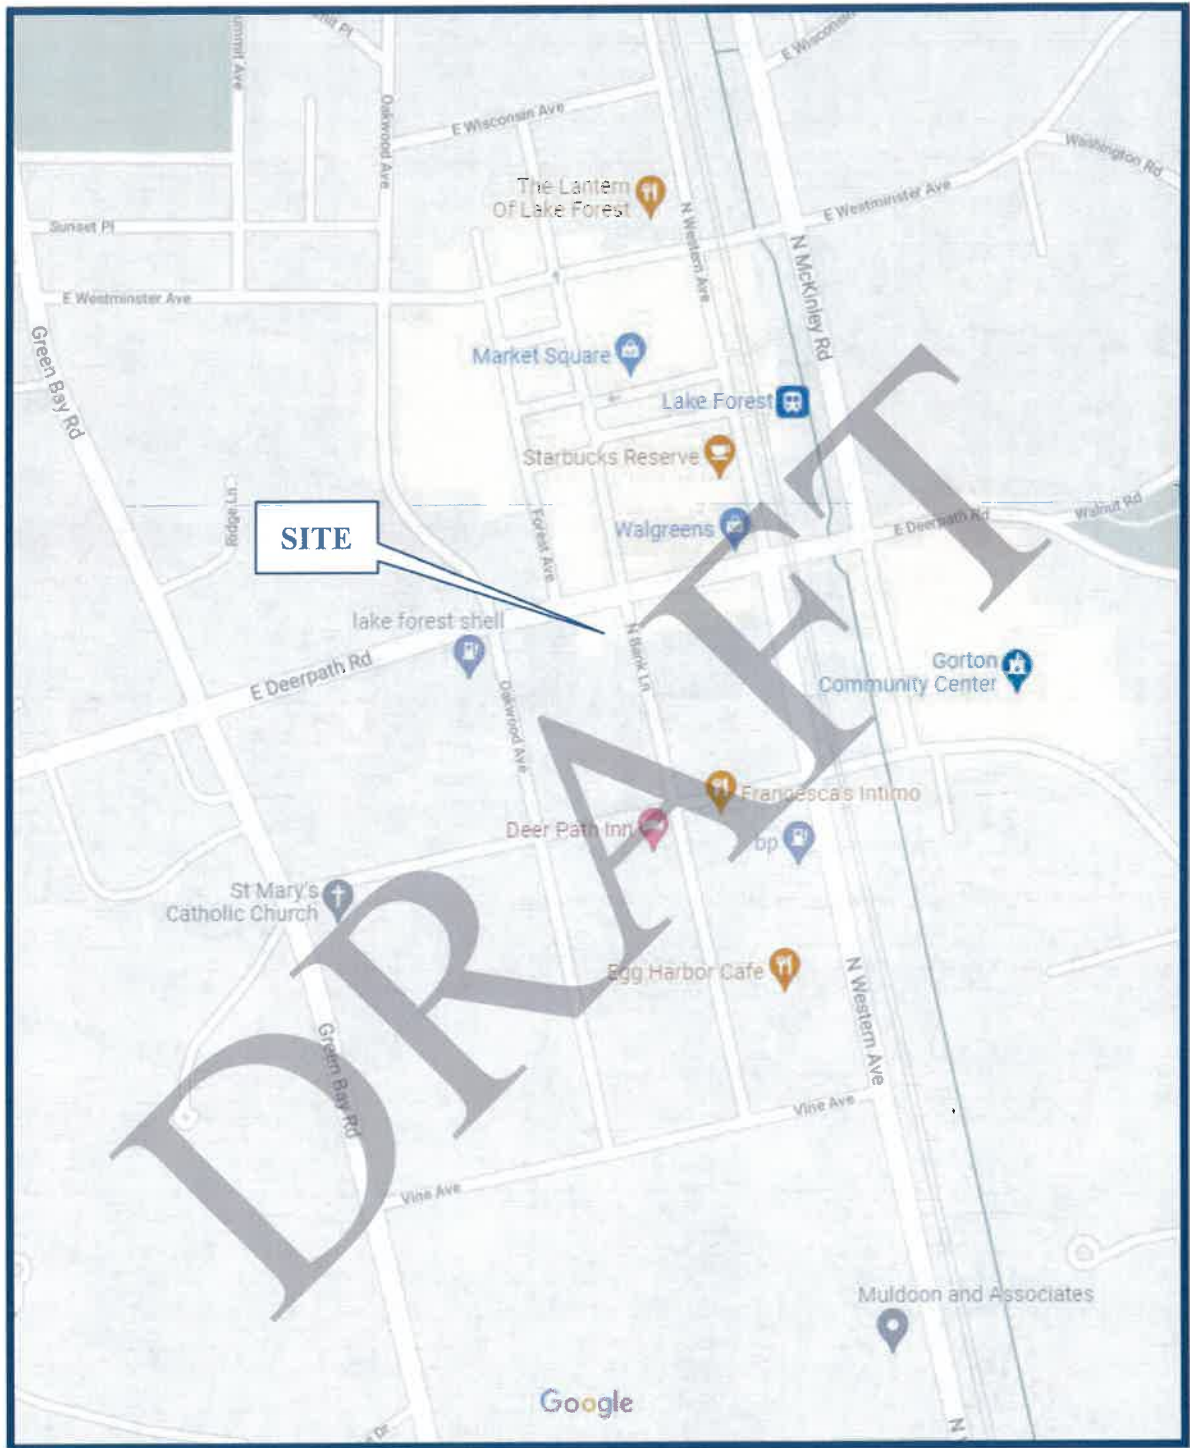 E Wisconsin Ave
Oakwood Ave
E Wisconsin Ave
Washington Rd
The Lantern
Of Lake Forest
E Westminster Ave
N Western Ave
Sunset Pl
N McKinley Rd
E Westminster Ave
Green Bay Rd
Market Square
Lake Forest
Starbucks Reserve
Ridge Ln
SITE
Forest Ave
Walgreens
E Deerpath Rd
Walnut Rd
lake forest shell
N Bank Ln
E Deerpath Rd
Gorton
Community Center
Oakwood Ave
Francesca's Intimo
Deer Path Inn
bp
St Mary's
Catholic Church
Egg Harbor Cafe
N Western Ave
Green Bay Rd
Vine Ave
Vine Ave
Muldoon and Associates
Google
Dr
N
DRAFT